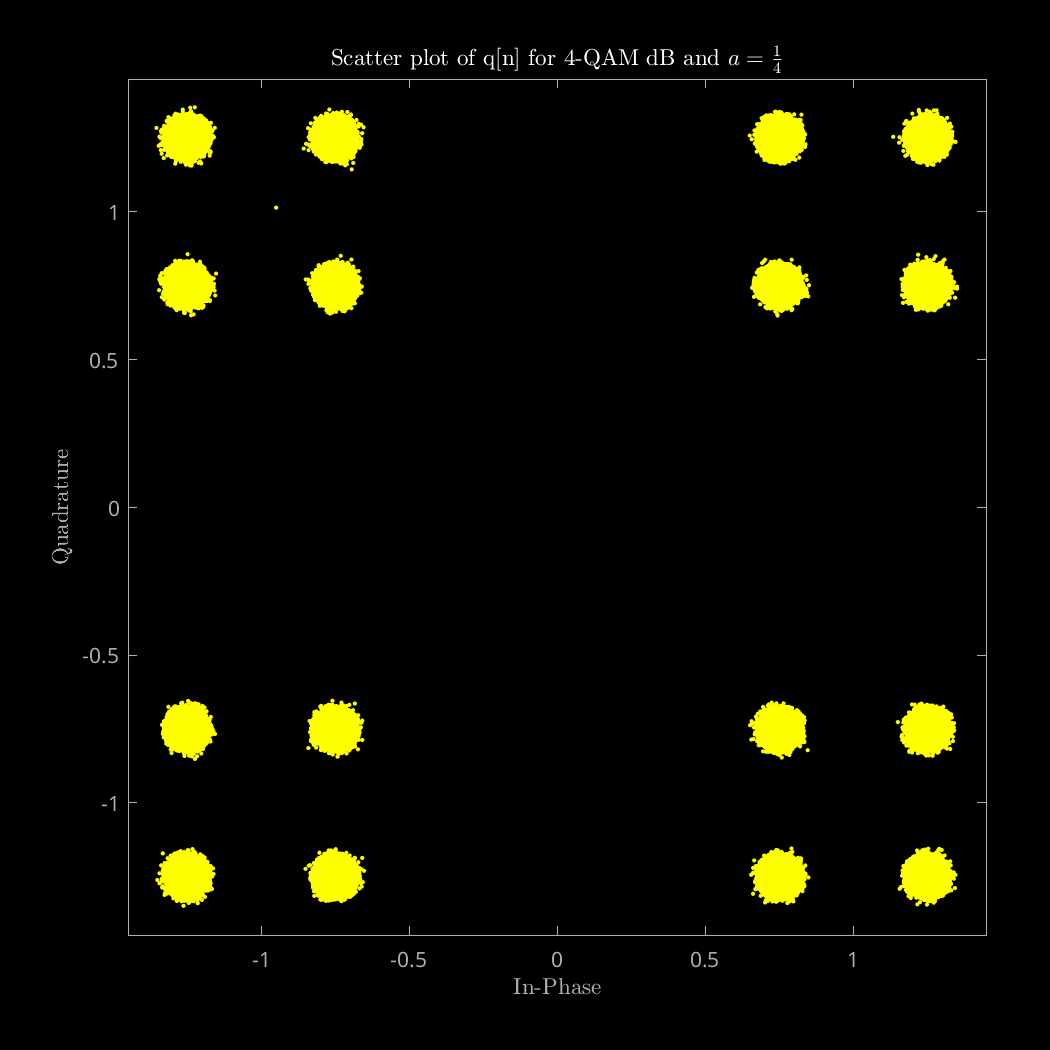 Scatter plot of q[n] for 4-QAM dB and $a = \frac{1}{4}$
1
0.5
0
-0.5
-1
Quadrature
-1 -0.5 0 0.5 1
In-Phase